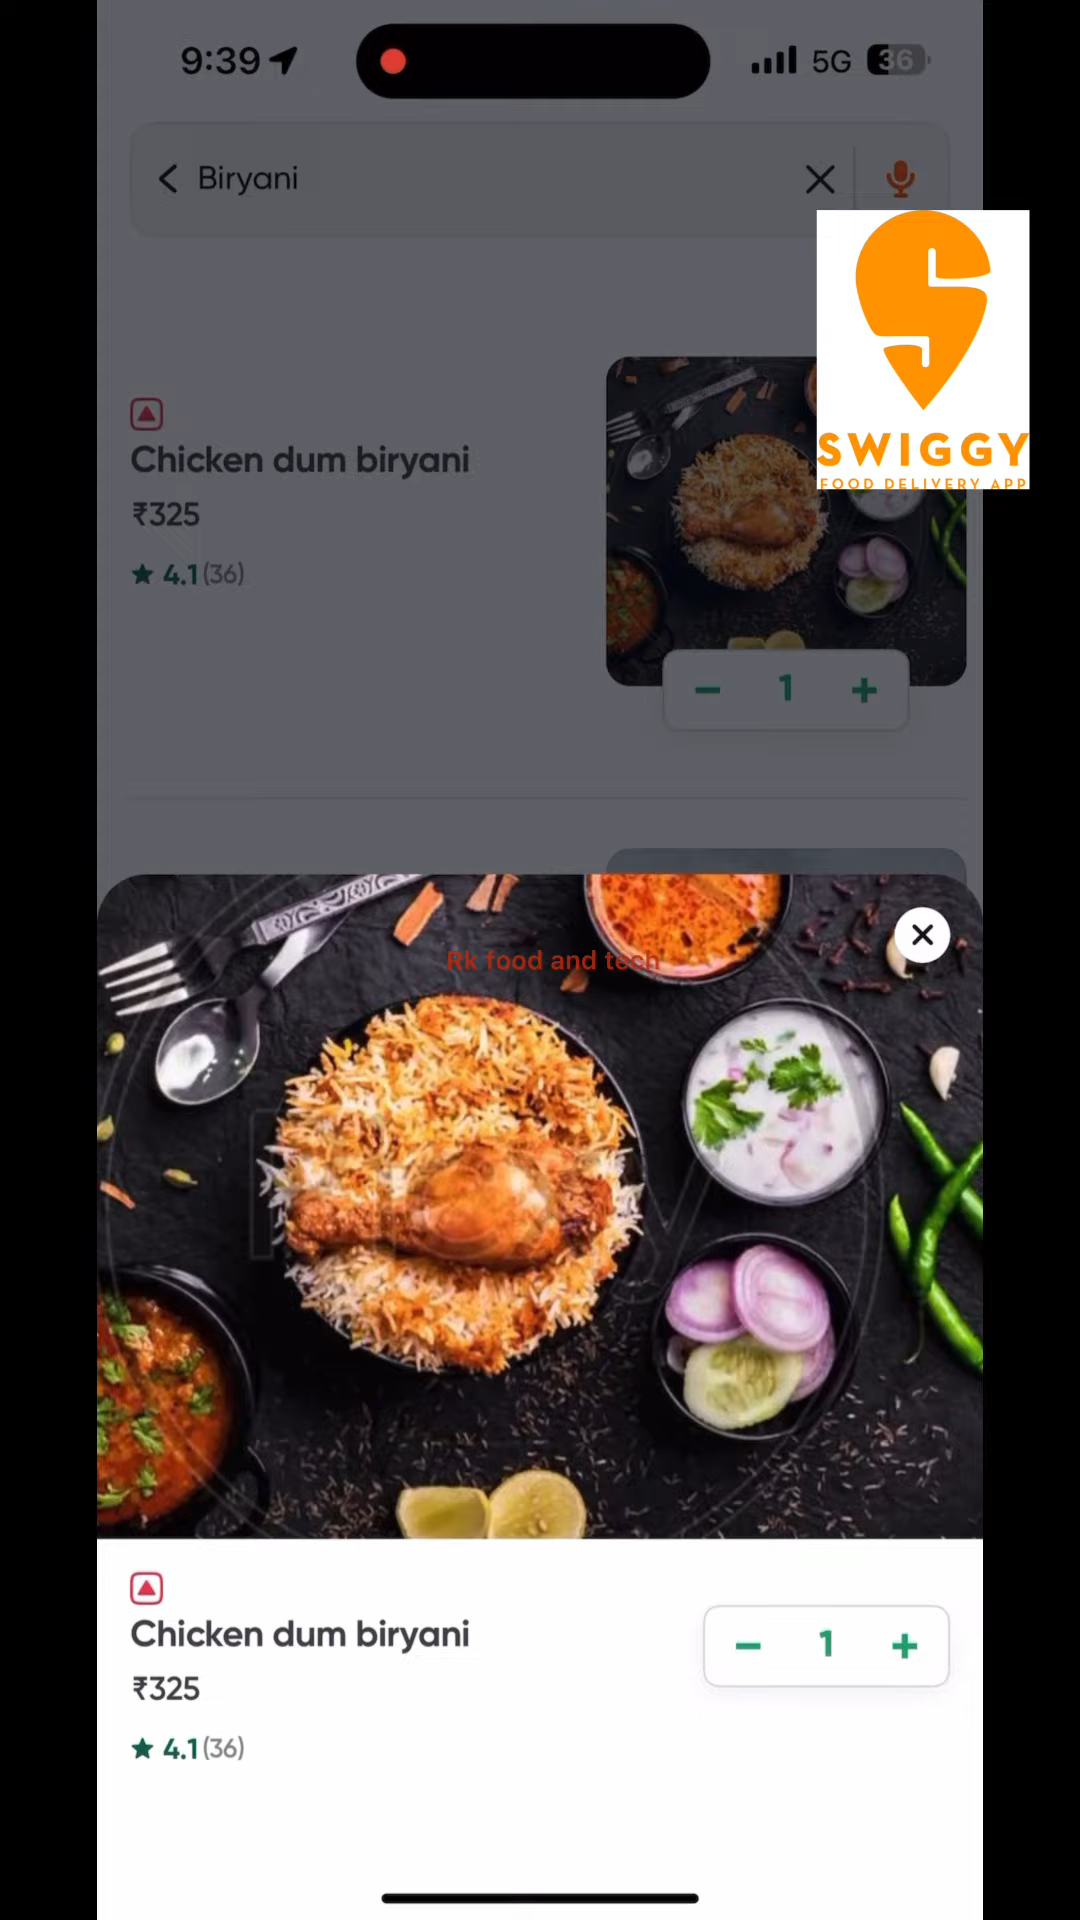 9:39
5G
36
Biryani
SWIGGY
FOOD DELIVERY APP
Chicken dum biryani
₹325
4.1 (36)
1
Rk food and tech
Chicken dum biryani
₹325
1
4.1 (36)